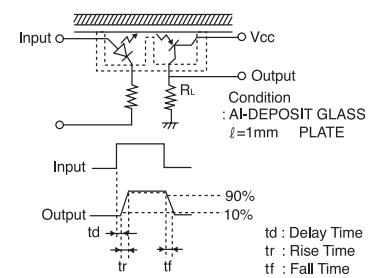 Input
Vcc
Output
RL
Condition
: Al-DEPOSIT GLASS
ℓ=1mm PLATE
Input
90%
Output
10%
td
tr
tf
td : Delay Time
tr : Rise Time
tf : Fall Time